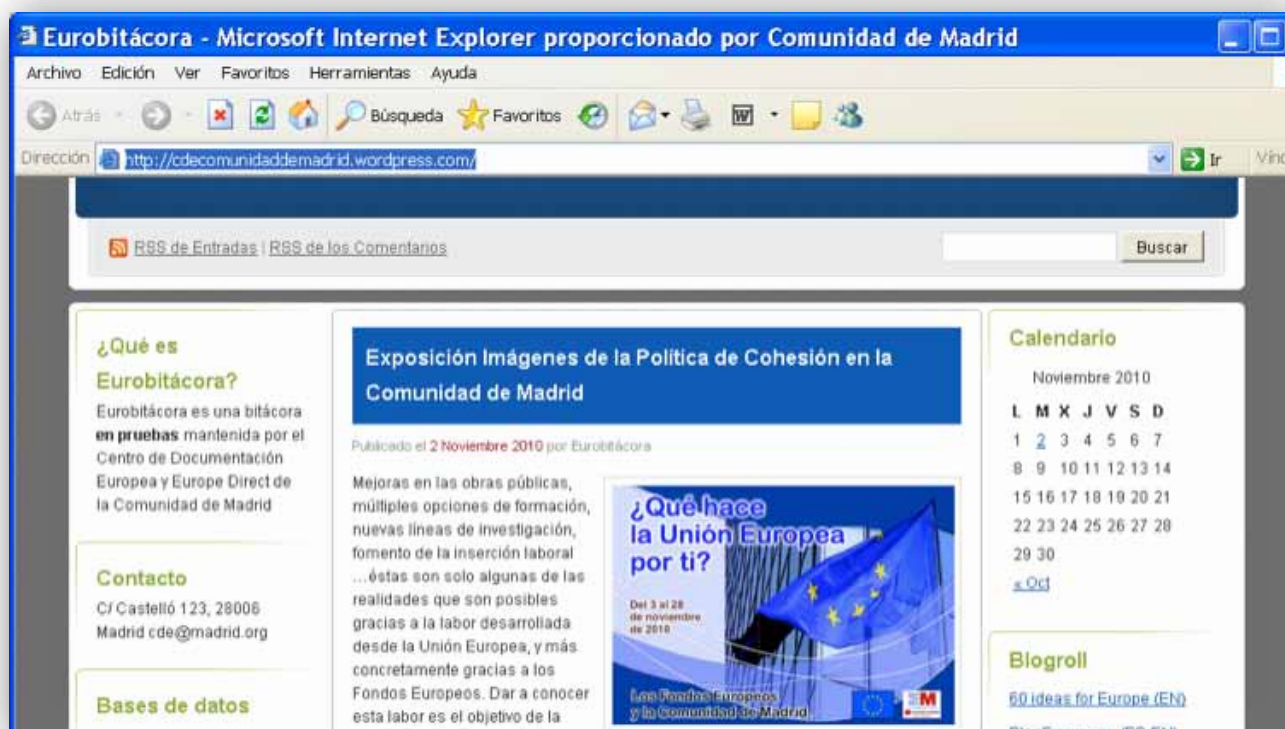 Eurobitácora - Microsoft Internet Explorer proporcionado por Comunidad de Madrid
Archivo Edición Ver Favoritos Herramientas Ayuda
Atrás Búsqueda Favoritos
Dirección http://cdecomunidaddemadrid.wordpress.com/ Ir
RSS de Entradas | RSS de los Comentarios
Buscar
¿Qué es
Eurobitácora?
Eurobitácora es una bitácora
en pruebas mantenida por el
Centro de Documentación
Europea y Europe Direct de
la Comunidad de Madrid
Contacto
C/ Castelló 123, 28006
Madrid cde@madrid.org
Bases de datos
Exposición Imágenes de la Política de Cohesión en la
Comunidad de Madrid
Publicado el 2 Noviembre 2010 por Eurobitácora
Mejoras en las obras públicas,
múltiples opciones de formación,
nuevas líneas de investigación,
fomento de la inserción laboral
…éstas son solo algunas de las
realidades que son posibles
gracias a la labor desarrollada
desde la Unión Europea, y más
concretamente gracias a los
Fondos Europeos. Dar a conocer
esta labor es el objetivo de la
¿Qué hace
la Unión Europea
por ti?
Del 3 al 28
de noviembre
de 2010
Los Fondos Europeos
y la Comunidad de Madrid
Calendario
Noviembre 2010
L M X J V S D
1 2 3 4 5 6 7
8 9 10 11 12 13 14
15 16 17 18 19 20 21
22 23 24 25 26 27 28
29 30
« Oct
Blogroll
60 ideas for Europe (EN)